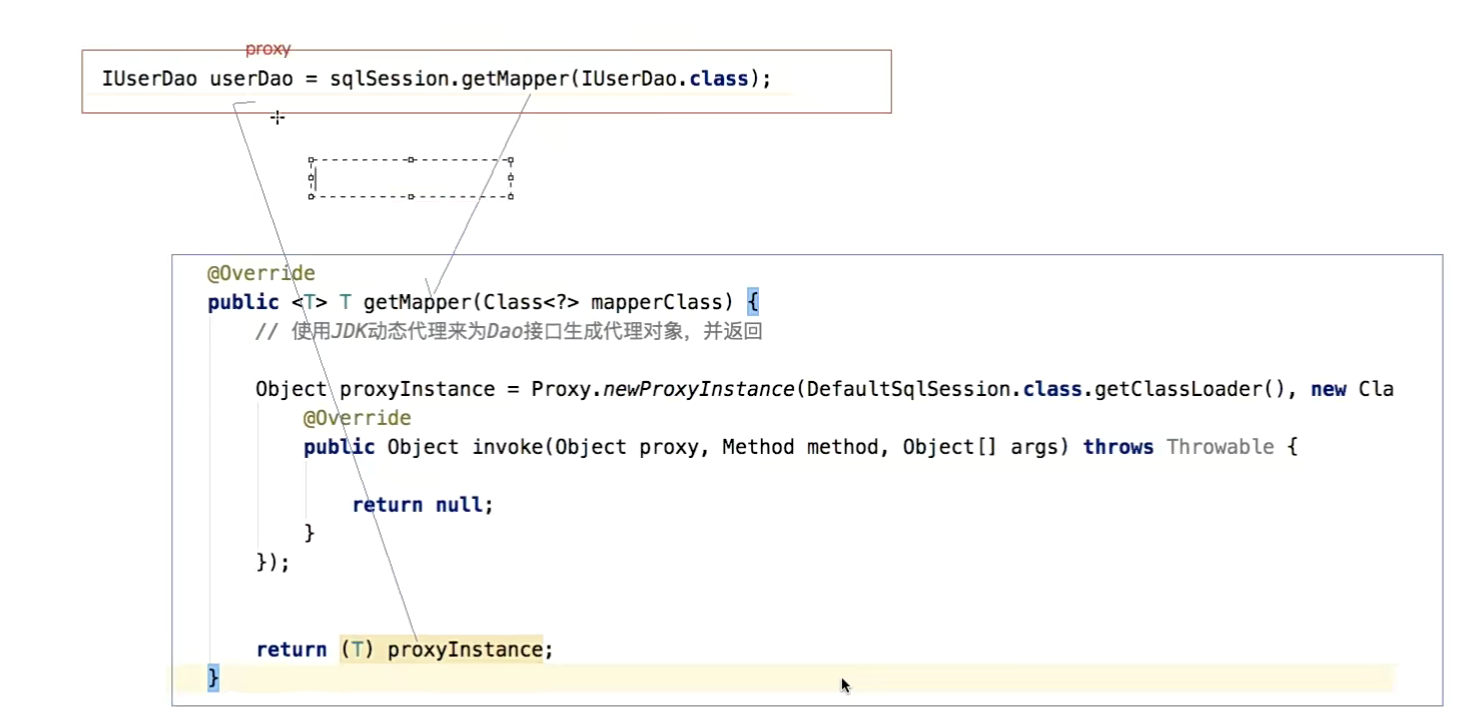 proxy
IUserDao userDao = sqlSession.getMapper(IUserDao.class);
@Override
public <T> T getMapper(Class<?> mapperClass) {
// 使用JDK动态代理来为Dao接口生成代理对象，并返回
Object proxyInstance = Proxy.newProxyInstance(DefaultSqlSession.class.getClassLoader(), new Cla
@Override
public Object invoke(Object proxy, Method method, Object[] args) throws Throwable {
return null;
}
});
return (T) proxyInstance;
}